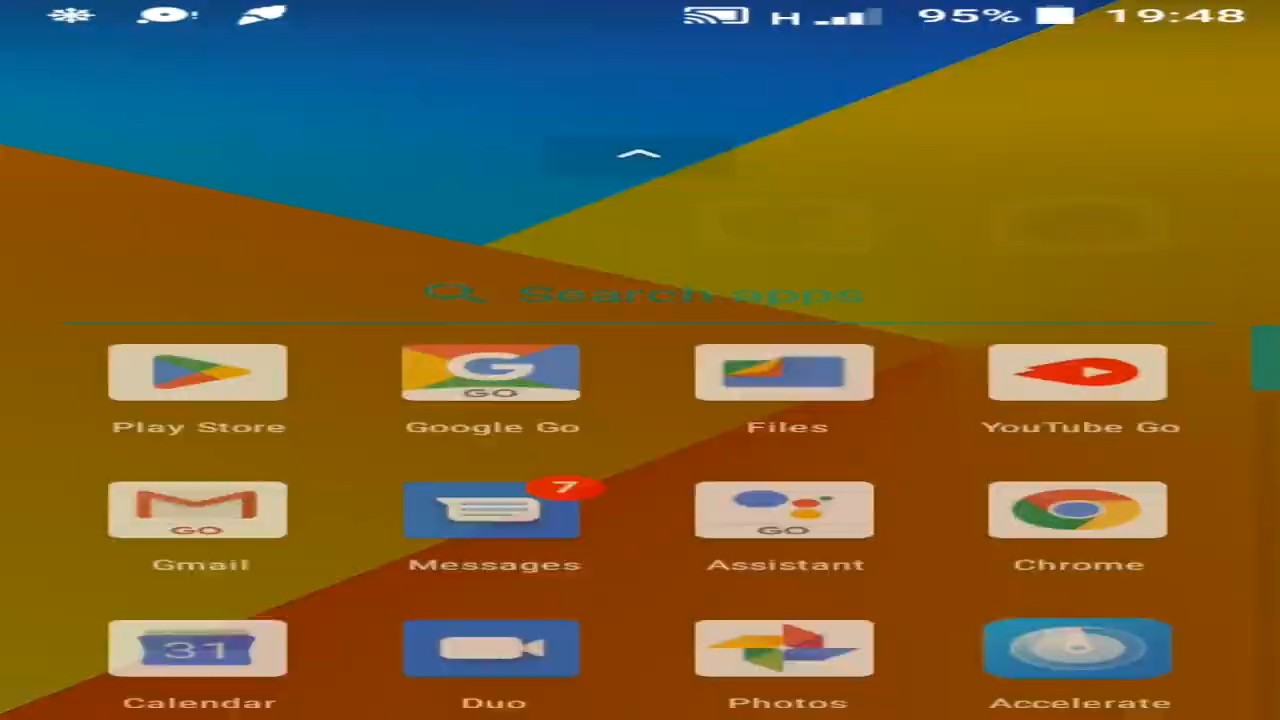 H 95% 19:48
Search apps
GO
Play Store Google Go Files YouTube Go
7
GO GO
Gmail Messages Assistant Chrome
31
Calendar Duo Photos Accelerate